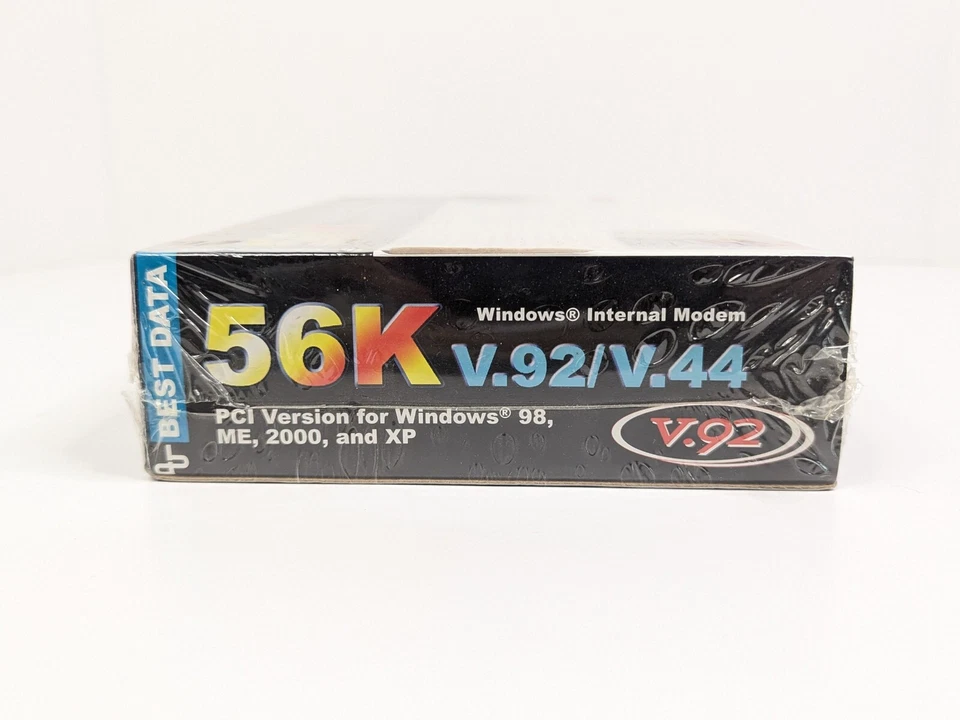 BEST DATA
56K
Windows® Internal Modem
V.92/V.44
PCI Version for Windows® 98,
ME, 2000, and XP
V.92